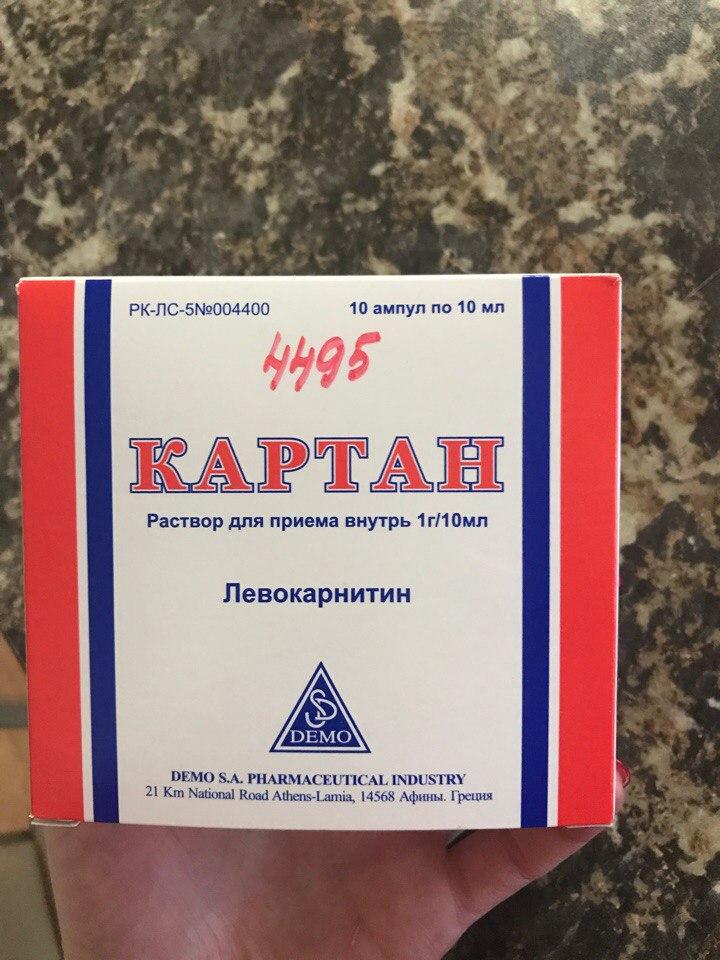 РК-ЛС-5№004400 10 ампул по 10 мл
4495
КАРТАН
Раствор для приема внутрь 1г/10мл
Левокарнитин
SD
DEMO
DEMO S.A. PHARMACEUTICAL INDUSTRY
21 Km National Road Athens-Lamia, 14568 Афины. Греция